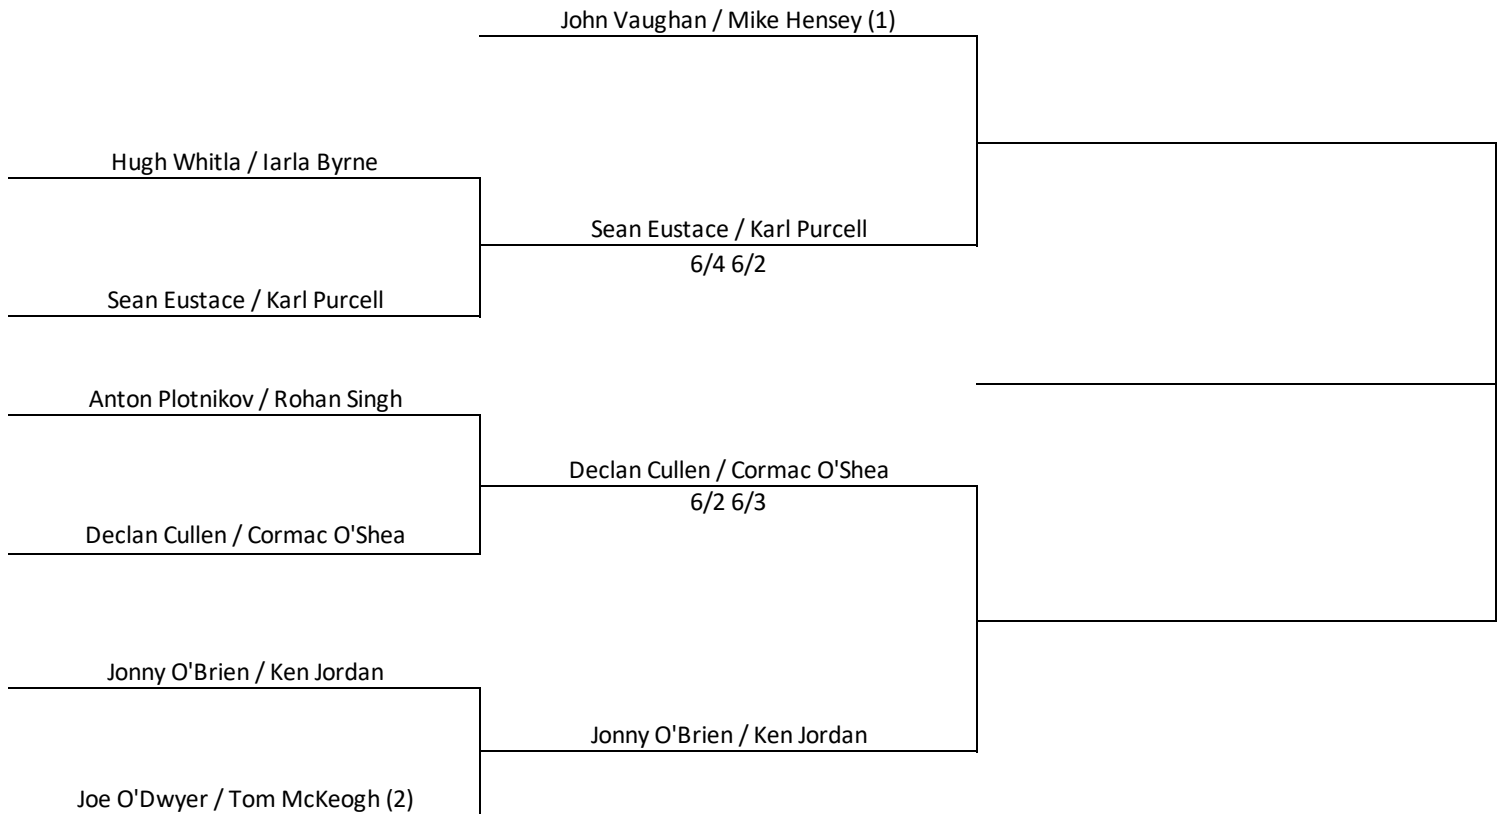 John Vaughan / Mike Hensey (1)
Hugh Whitla / Iarla Byrne
Sean Eustace / Karl Purcell
6/4 6/2
Sean Eustace / Karl Purcell
Anton Plotnikov / Rohan Singh
Declan Cullen / Cormac O'Shea
6/2 6/3
Declan Cullen / Cormac O'Shea
Jonny O'Brien / Ken Jordan
Jonny O'Brien / Ken Jordan
Joe O'Dwyer / Tom McKeogh (2)